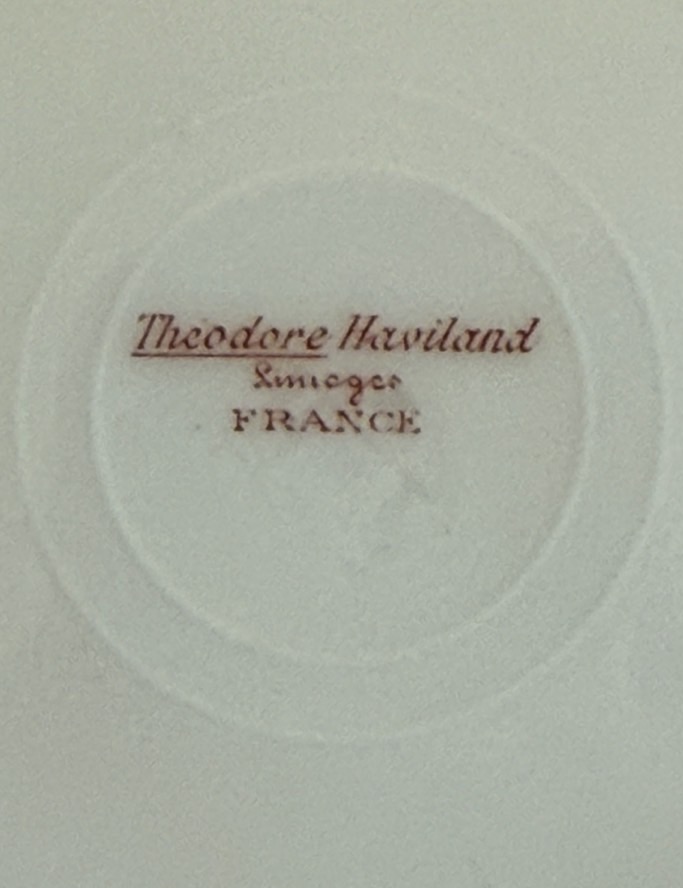 Theodore Haviland
Limoges
FRANCE